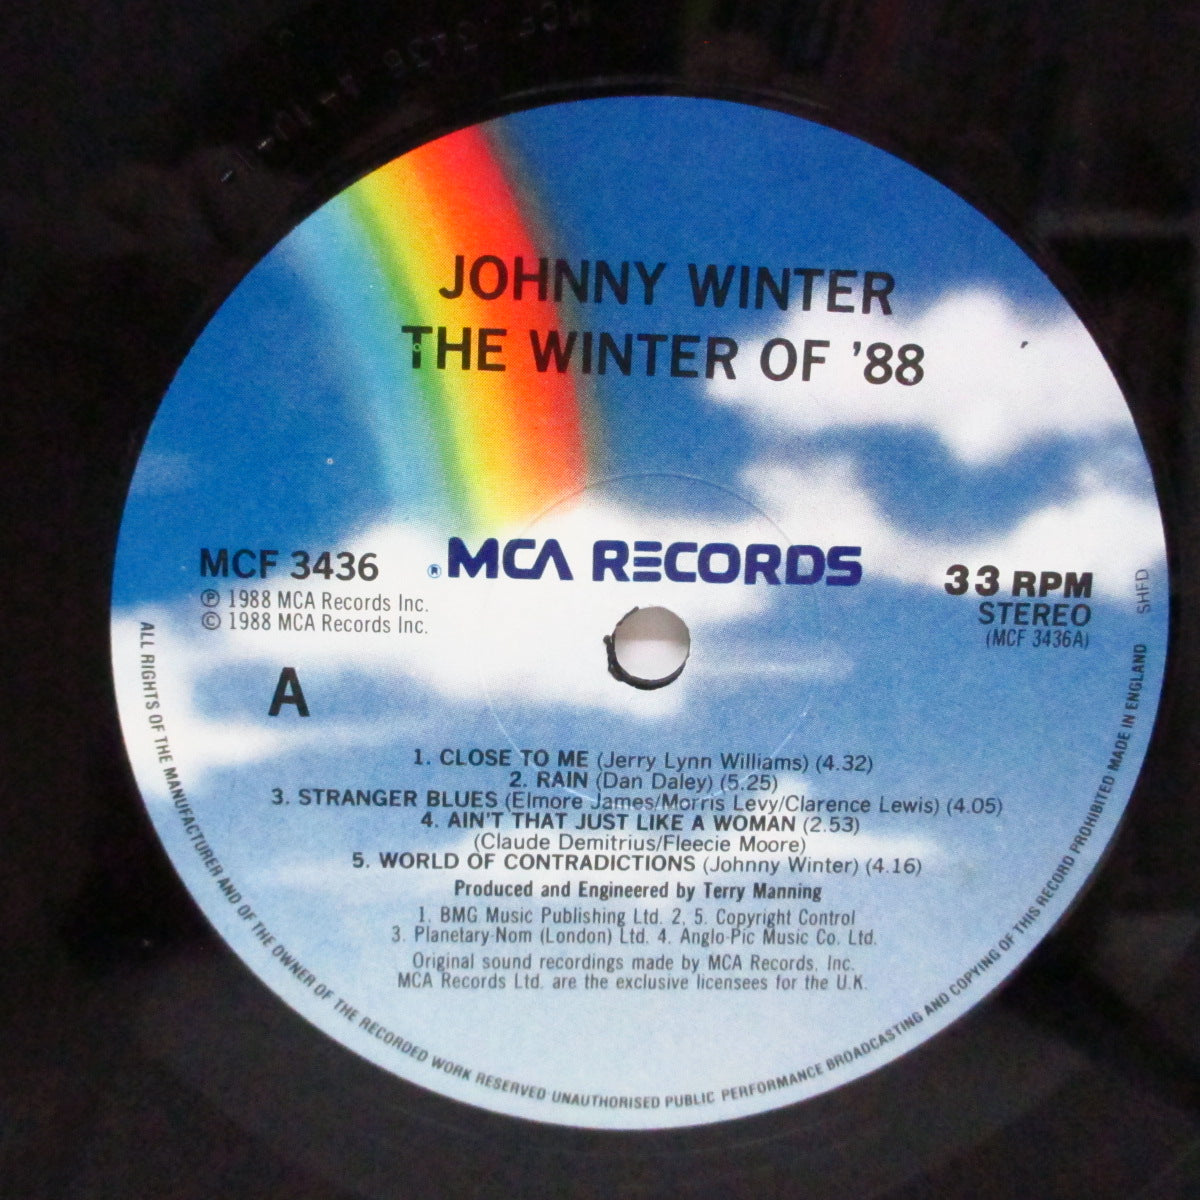 MCF 3436 A-1U-1-
JOHNNY WINTER
THE WINTER OF '88
MCF 3436
® MCA RECORDS
33 RPM
℗ 1988 MCA Records Inc.
© 1988 MCA Records Inc.
STEREO
(MCF 3436A)
SHFD
A
1. CLOSE TO ME (Jerry Lynn Williams) (4.32)
2. RAIN (Dan Daley) (5.25)
3. STRANGER BLUES (Elmore James/Morris Levy/Clarence Lewis) (4.05)
4. AIN'T THAT JUST LIKE A WOMAN (2.53)
(Claude Demitrius/Fleecie Moore)
5. WORLD OF CONTRADICTIONS (Johnny Winter) (4.16)
Produced and Engineered by Terry Manning
1. BMG Music Publishing Ltd. 2, 5. Copyright Control
3. Planetary-Nom (London) Ltd. 4. Anglo-Pic Music Co. Ltd.
Original sound recordings made by MCA Records, Inc.
MCA Records Ltd. are the exclusive licensees for the U.K.
ALL RIGHTS OF THE MANUFACTURER AND OF THE OWNER OF THE RECORDED WORK RESERVED UNAUTHORISED PUBLIC PERFORMANCE BROADCASTING AND COPYING OF THIS RECORD PROHIBITED MADE IN ENGLAND